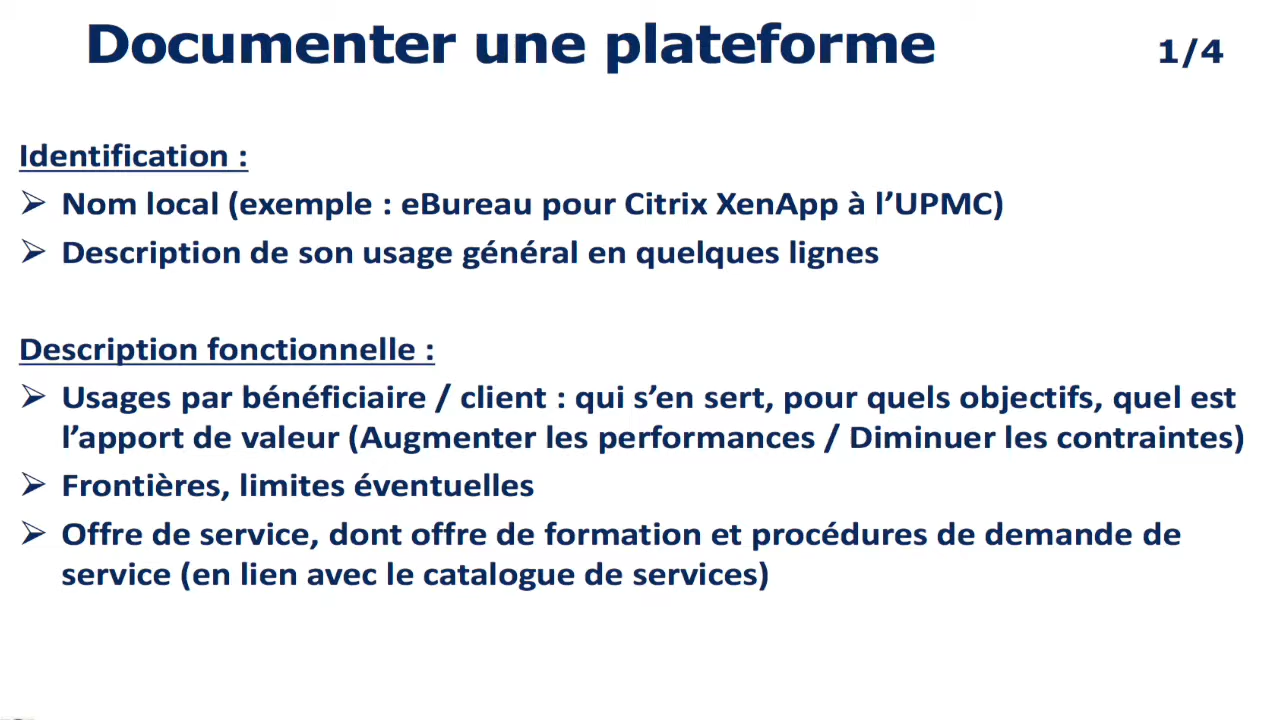 Documenter une plateforme 1/4
Identification :
➢ Nom local (exemple : eBureau pour Citrix XenApp à l’UPMC)
➢ Description de son usage général en quelques lignes
Description fonctionnelle :
➢ Usages par bénéficiaire / client : qui s’en sert, pour quels objectifs, quel est
l’apport de valeur (Augmenter les performances / Diminuer les contraintes)
➢ Frontières, limites éventuelles
➢ Offre de service, dont offre de formation et procédures de demande de
service (en lien avec le catalogue de services)